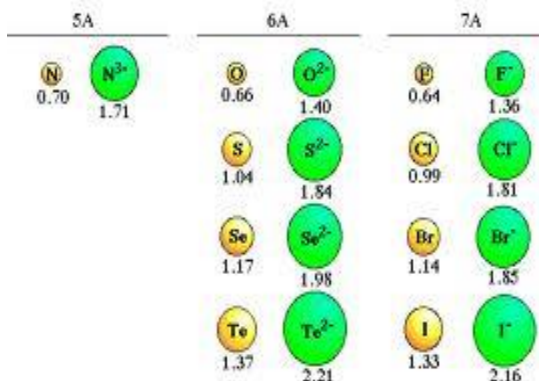 5A 6A 7A
N N³⁻ O O²⁻ F F⁻
0.70 1.71 0.66 1.40 0.64 1.36
S S²⁻ Cl Cl⁻
1.04 1.84 0.99 1.81
Se Se²⁻ Br Br⁻
1.17 1.98 1.14 1.85
Te Te²⁻ I I⁻
1.37 2.21 1.33 2.16